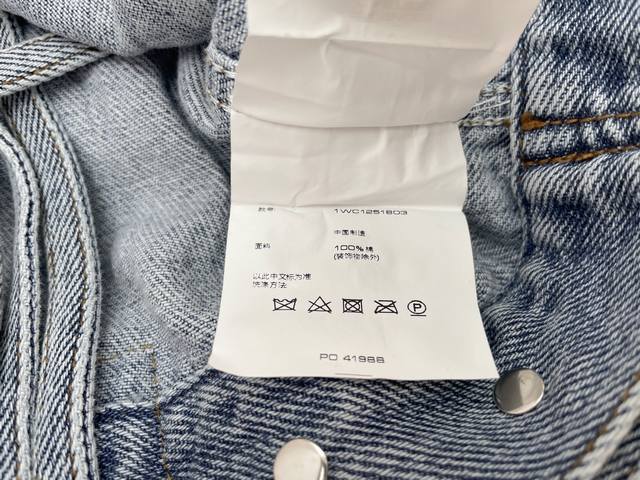 款号: 1WC1251803
中国制造
面料 100% 棉
(装饰物除外)
以此中文标为准
洗涤方法
P
PO 41988